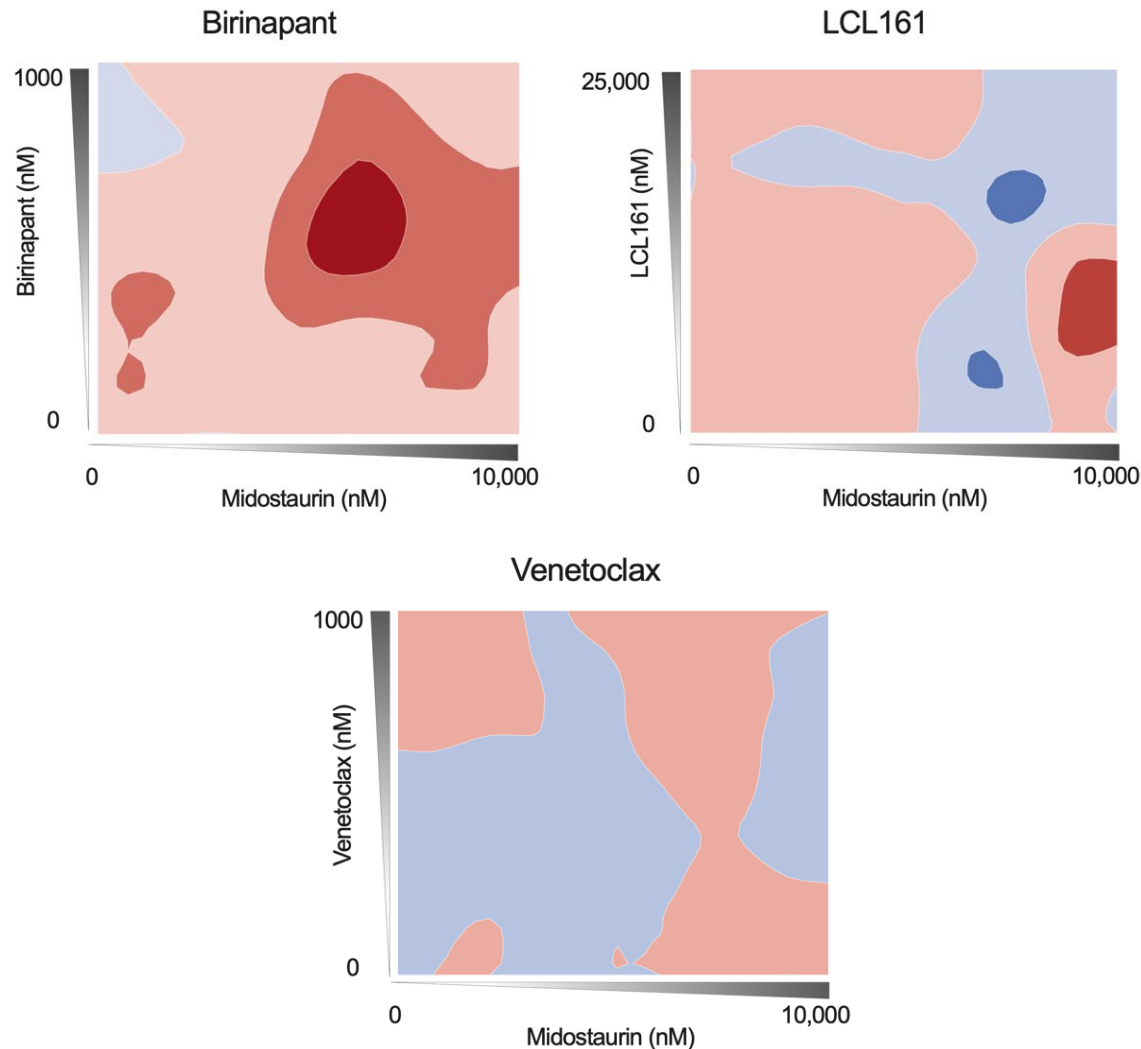 Birinapant
1000
Birinapant (nM)
0
0
10,000
Midostaurin (nM)
LCL161
25,000
LCL161 (nM)
0
0
10,000
Midostaurin (nM)
Venetoclax
1000
Venetoclax (nM)
0
0
10,000
Midostaurin (nM)